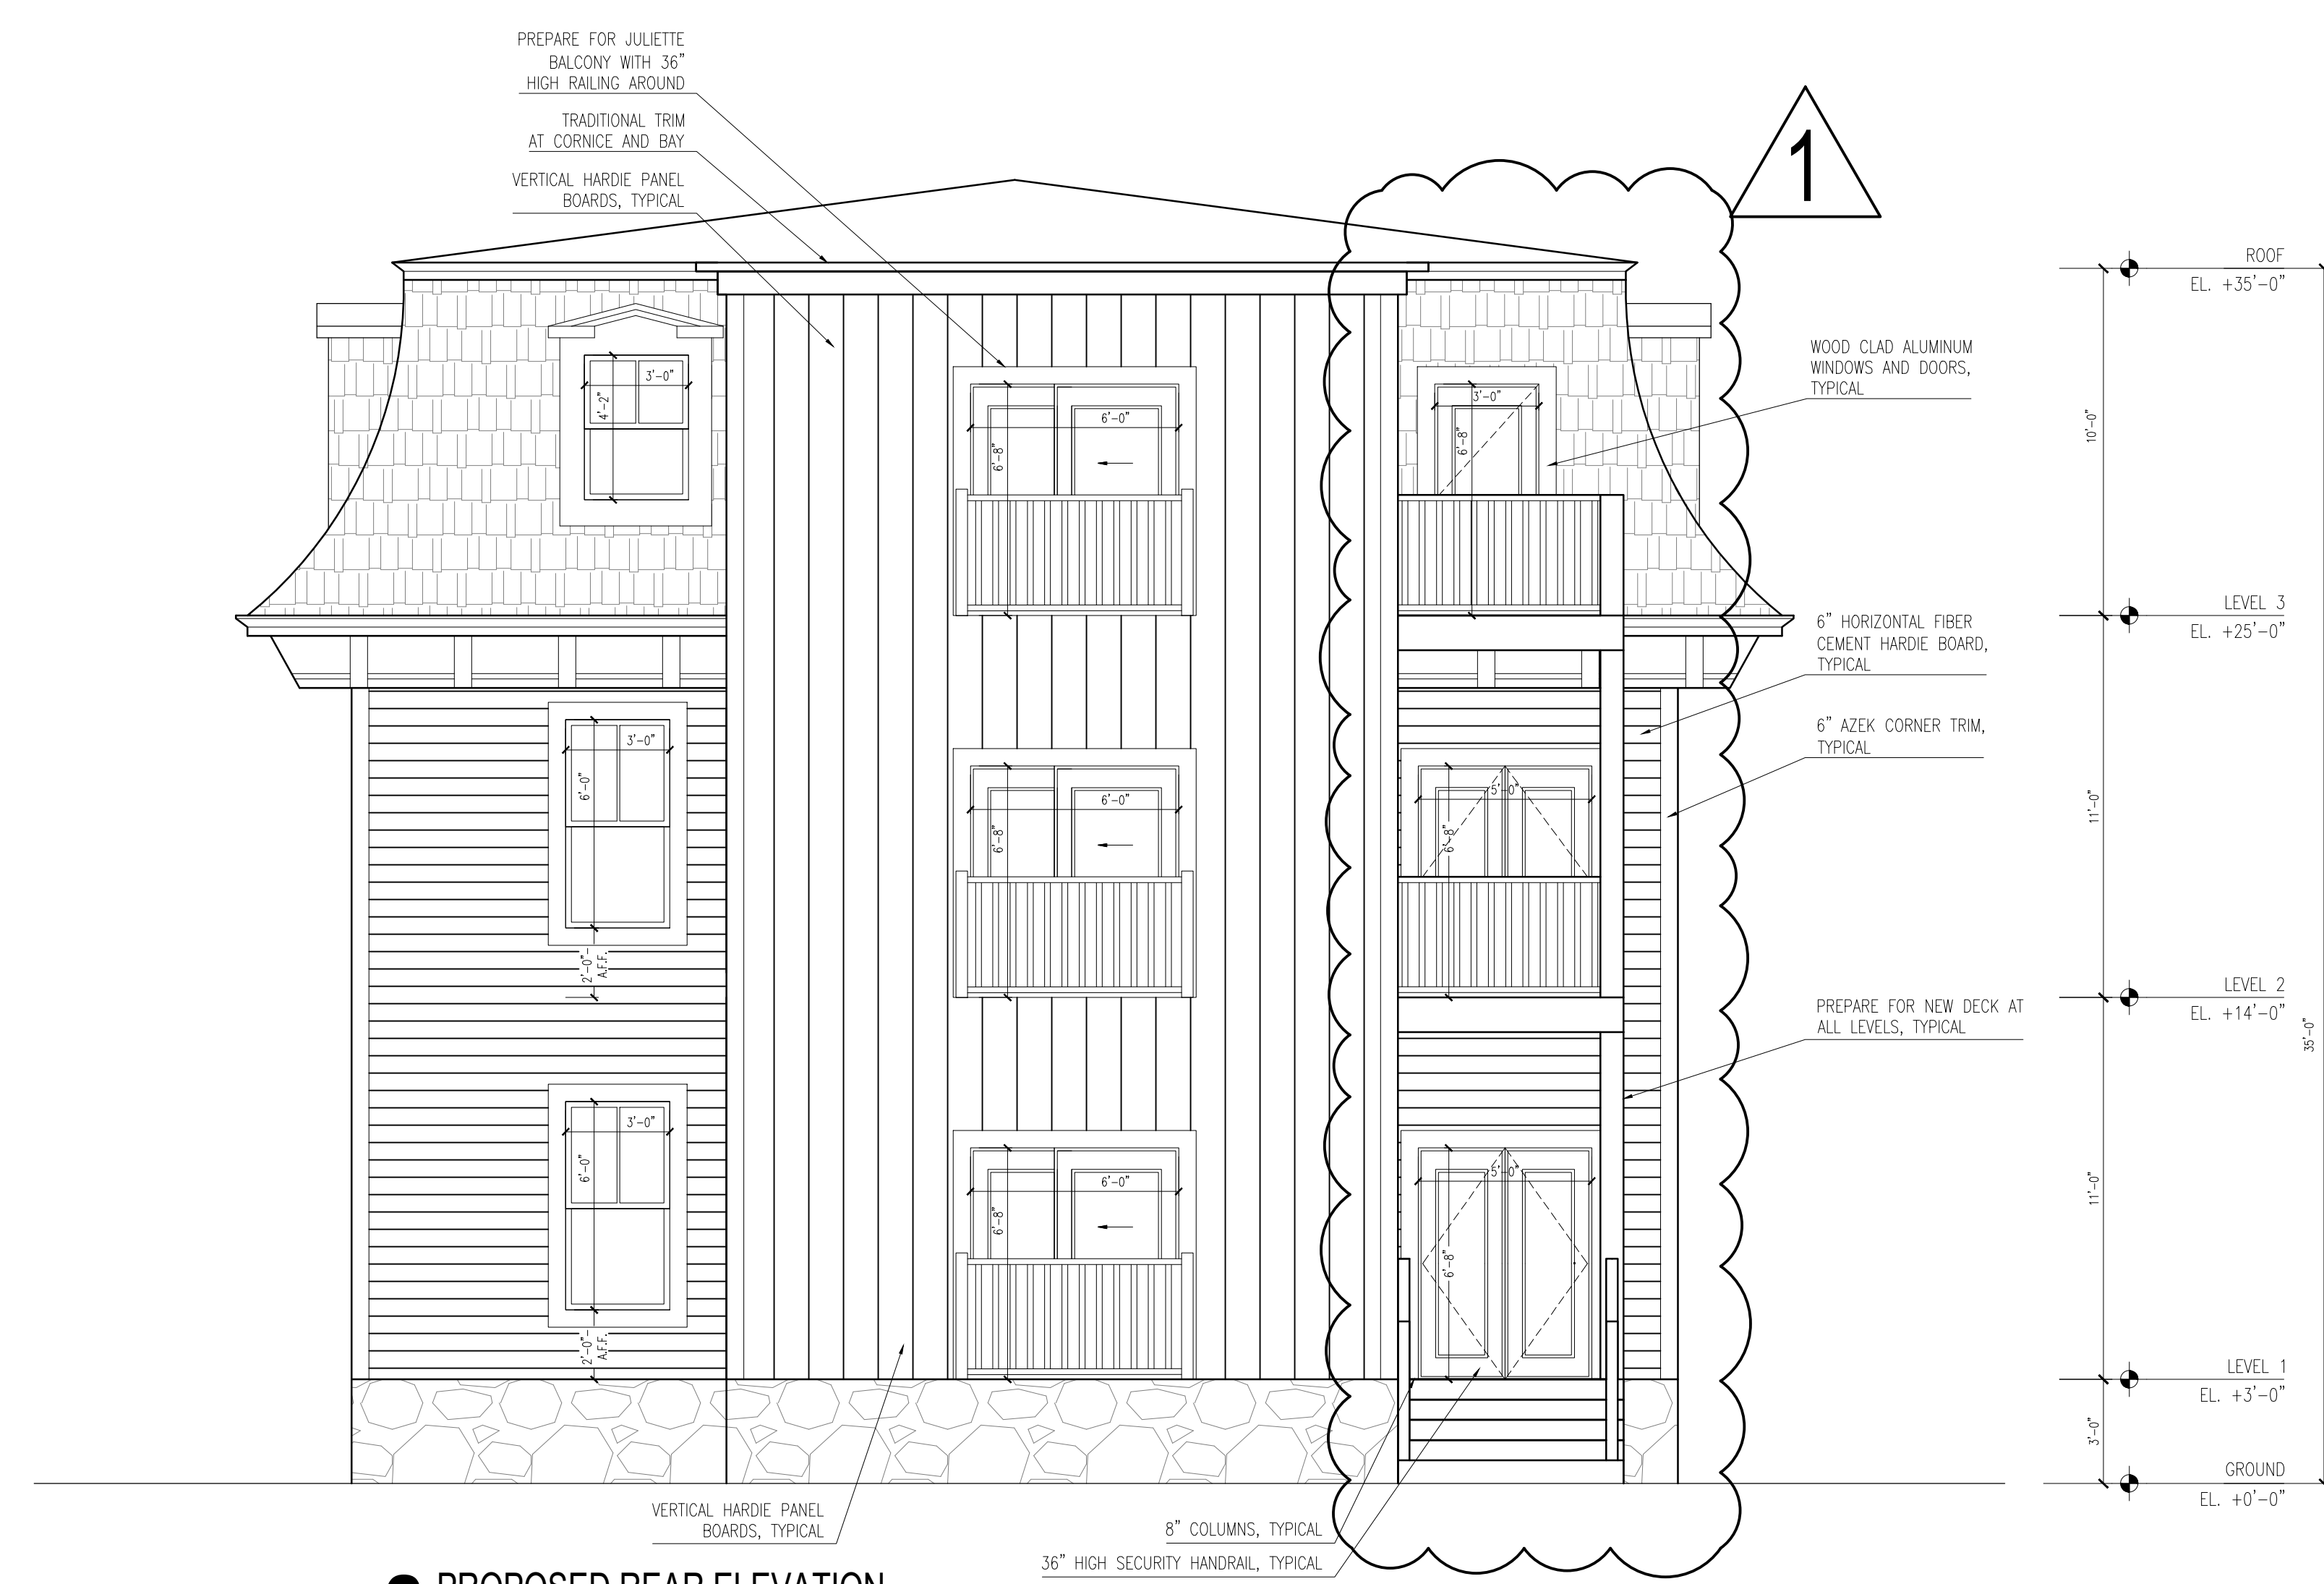 PREPARE FOR JULIETTE
BALCONY WITH 36"
HIGH RAILING AROUND
TRADITIONAL TRIM
AT CORNICE AND BAY
VERTICAL HARDIE PANEL
BOARDS, TYPICAL
1
ROOF
EL. +35'-0"
WOOD CLAD ALUMINUM
WINDOWS AND DOORS,
TYPICAL
3'-0"
4'-2"
6'-0"
6'-8"
3'-0"
6'-8"
10'-0"
LEVEL 3
EL. +25'-0"
6" HORIZONTAL FIBER
CEMENT HARDIE BOARD,
TYPICAL
6" AZEK CORNER TRIM,
TYPICAL
3'-0"
6'-0"
2'-0"
A.F.F.
6'-0"
6'-8"
5'-0"
6'-8"
11'-0"
LEVEL 2
EL. +14'-0"
35'-0"
PREPARE FOR NEW DECK AT
ALL LEVELS, TYPICAL
3'-0"
6'-0"
2'-0"
A.F.F.
6'-0"
6'-8"
5'-0"
6'-8"
11'-0"
LEVEL 1
EL. +3'-0"
3'-0"
GROUND
EL. +0'-0"
VERTICAL HARDIE PANEL
BOARDS, TYPICAL
8" COLUMNS, TYPICAL
36" HIGH SECURITY HANDRAIL, TYPICAL
PROPOSED REAR ELEVATION